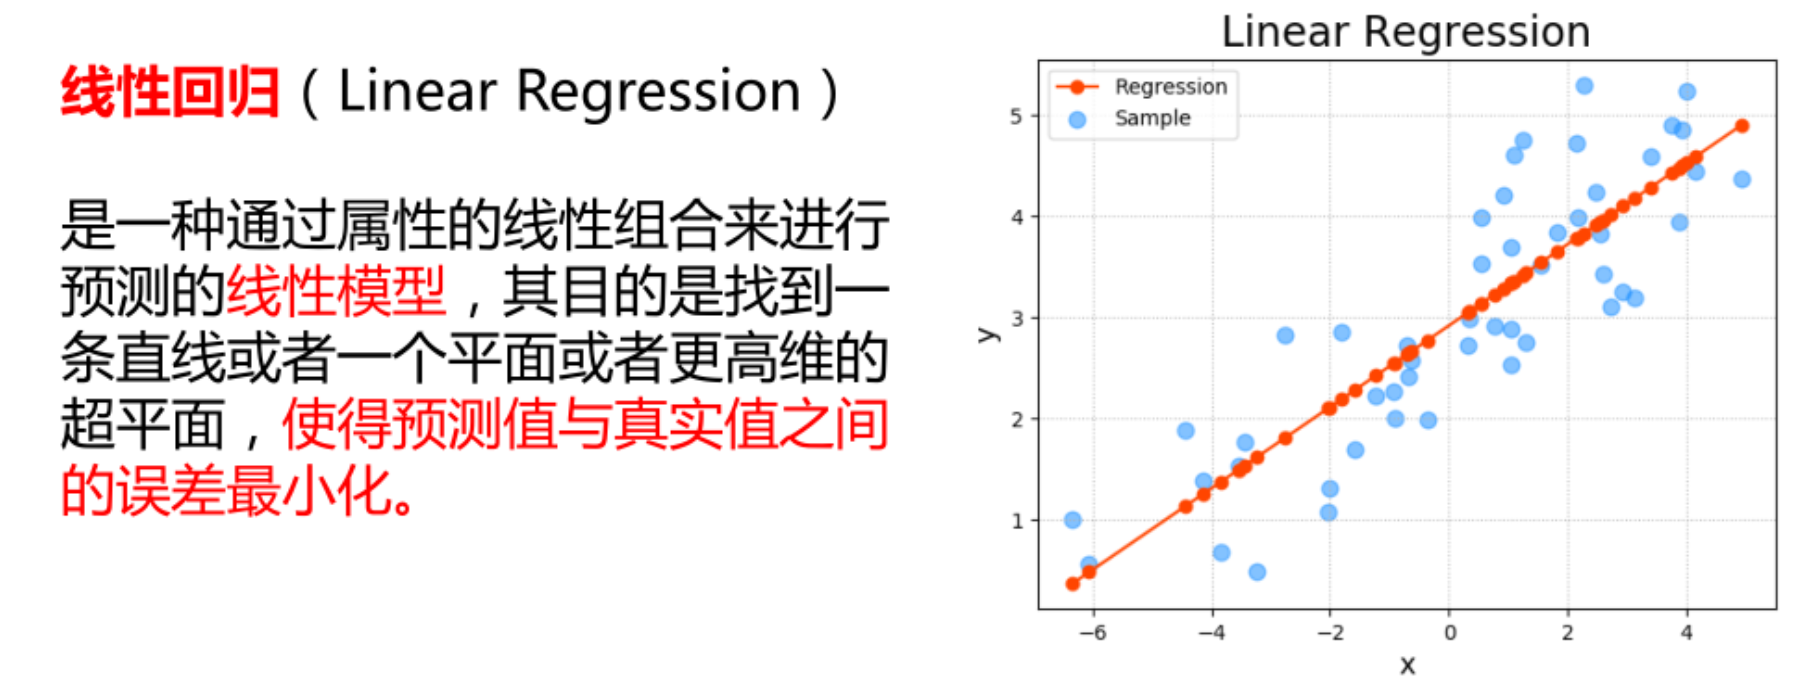 线性回归（Linear Regression）
是一种通过属性的线性组合来进行
预测的线性模型，其目的是找到一
条直线或者一个平面或者更高维的
超平面，使得预测值与真实值之间
的误差最小化。
Linear Regression
Regression
Sample
5
4
3
2
1
y
−6
−4
−2
0
2
4
x